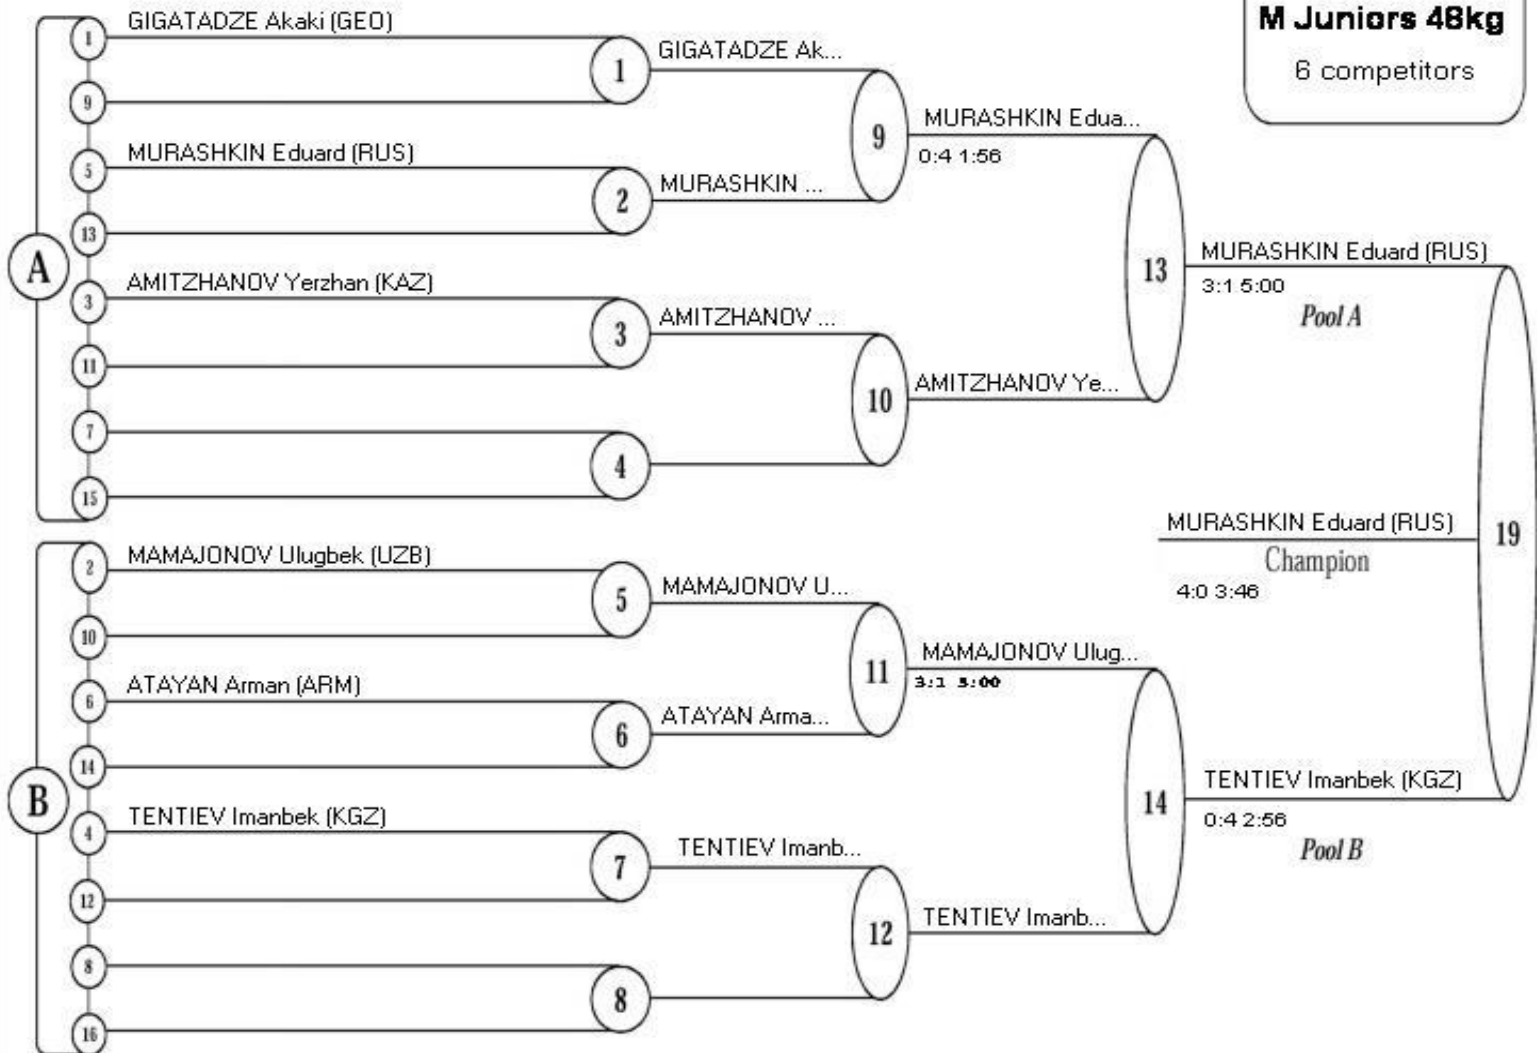 M Juniors 48kg
6 competitors
A
1
GIGATADZE Akaki (GEO)
9
1
GIGATADZE Ak...
5
MURASHKIN Eduard (RUS)
13
2
MURASHKIN ...
9
MURASHKIN Edua...
0:4 1:56
3
AMITZHANOV Yerzhan (KAZ)
11
3
AMITZHANOV ...
7
15
4
10
AMITZHANOV Ye...
13
MURASHKIN Eduard (RUS)
3:1 5:00
Pool A
MURASHKIN Eduard (RUS)
Champion
4:0 3:46
19
B
2
MAMAJONOV Ulugbek (UZB)
10
5
MAMAJONOV U...
6
ATAYAN Arman (ARM)
14
6
ATAYAN Arma...
11
MAMAJONOV Ulug...
3:1 5:00
4
TENTIEV Imanbek (KGZ)
12
7
TENTIEV Imanb...
8
16
8
12
TENTIEV Imanb...
14
TENTIEV Imanbek (KGZ)
0:4 2:56
Pool B